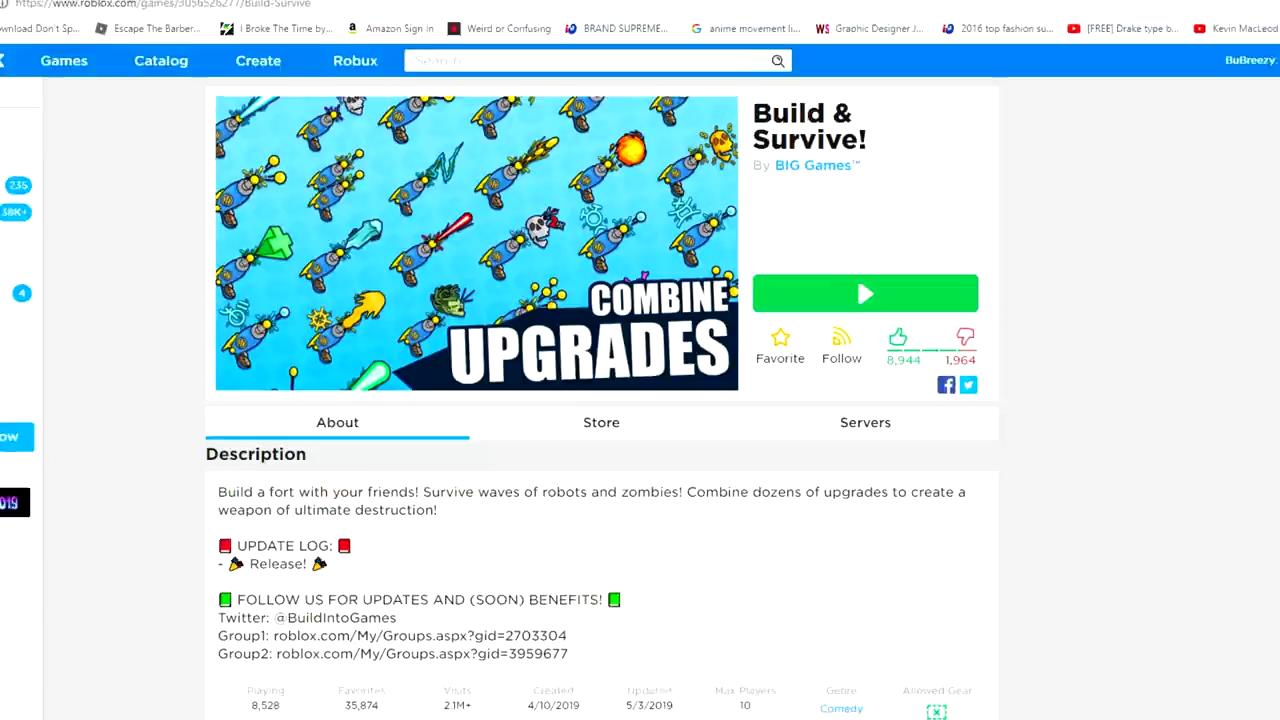 https://www.roblox.com/games/3056526277/Build-Survive
wnload Don't Sp... Escape The Barber... I Broke The Time by... Amazon Sign in Weird or Confusing BRAND SUPREME... anime movement li... Graphic Designer J... 2016 top fashion su... [FREE] Drake type b... Kevin MacLeod
Games Catalog Create Robux Search BuBreezy:
235
38K+
4
OW
019
COMBINE
UPGRADES
Build &
Survive!
By BIG Games™
Favorite Follow 8,944 1,964
About Store Servers
Description
Build a fort with your friends! Survive waves of robots and zombies! Combine dozens of upgrades to create a
weapon of ultimate destruction!
UPDATE LOG:
- Release!
FOLLOW US FOR UPDATES AND (SOON) BENEFITS!
Twitter: @BuildIntoGames
Group1: roblox.com/My/Groups.aspx?gid=2703304
Group2: roblox.com/My/Groups.aspx?gid=3959677
Playing Favorites Visits Created Updated Max Players Genre Allowed Gear
8,528 35,874 2.1M+ 4/10/2019 5/3/2019 10 Comedy